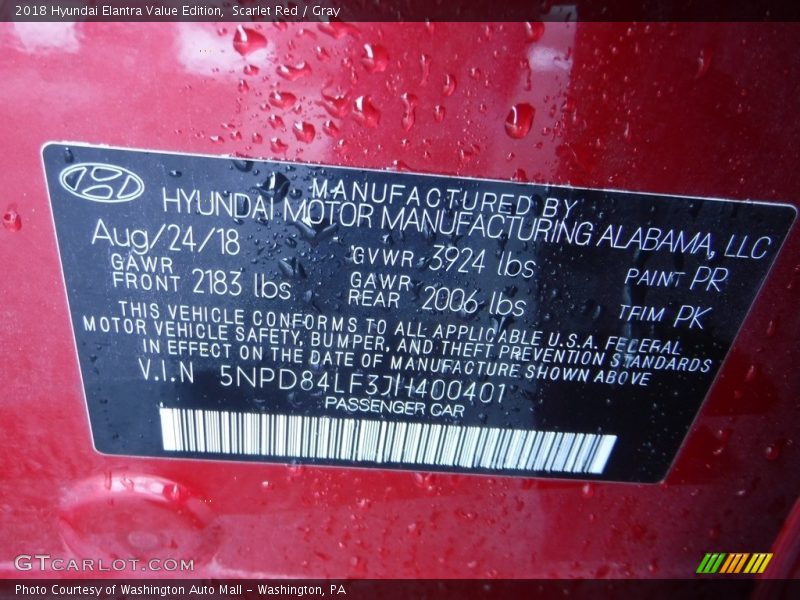 2018 Hyundai Elantra Value Edition, Scarlet Red / Gray
MANUFACTURED BY
HYUNDAI MOTOR MANUFACTURING ALABAMA, LLC
Aug/24/18
GVWR 3924 lbs
PAINT PR
GAWR
FRONT 2183 lbs
GAWR
REAR 2006 lbs
TRIM PK
THIS VEHICLE CONFORMS TO ALL APPLICABLE U.S.A. FEDERAL
MOTOR VEHICLE SAFETY, BUMPER, AND THEFT PREVENTION STANDARDS
IN EFFECT ON THE DATE OF MANUFACTURE SHOWN ABOVE
V.I.N 5NPD84LF3JH400401
PASSENGER CAR
GTCARLOT.COM
Photo Courtesy of Washington Auto Mall - Washington, PA